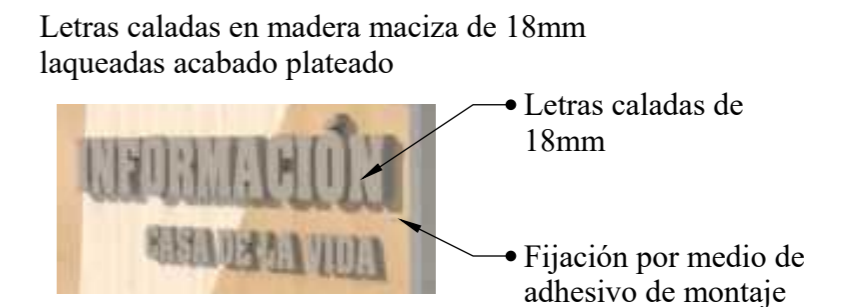 Letras caladas en madera maciza de 18mm
laqueadas acabado plateado
Letras caladas de
18mm
INFORMACIÓN
CASA DE LA VIDA
Fijación por medio de
adhesivo de montaje